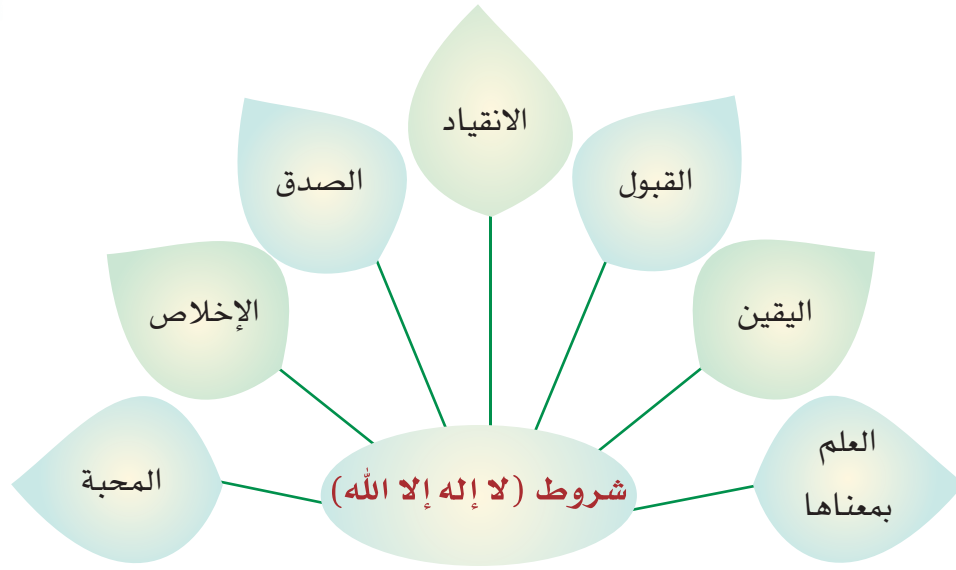 العلم
بمعناها
اليقين
القبول
الانقياد
الصدق
الإخلاص
المحبة
شروط (لا إله إلا الله)